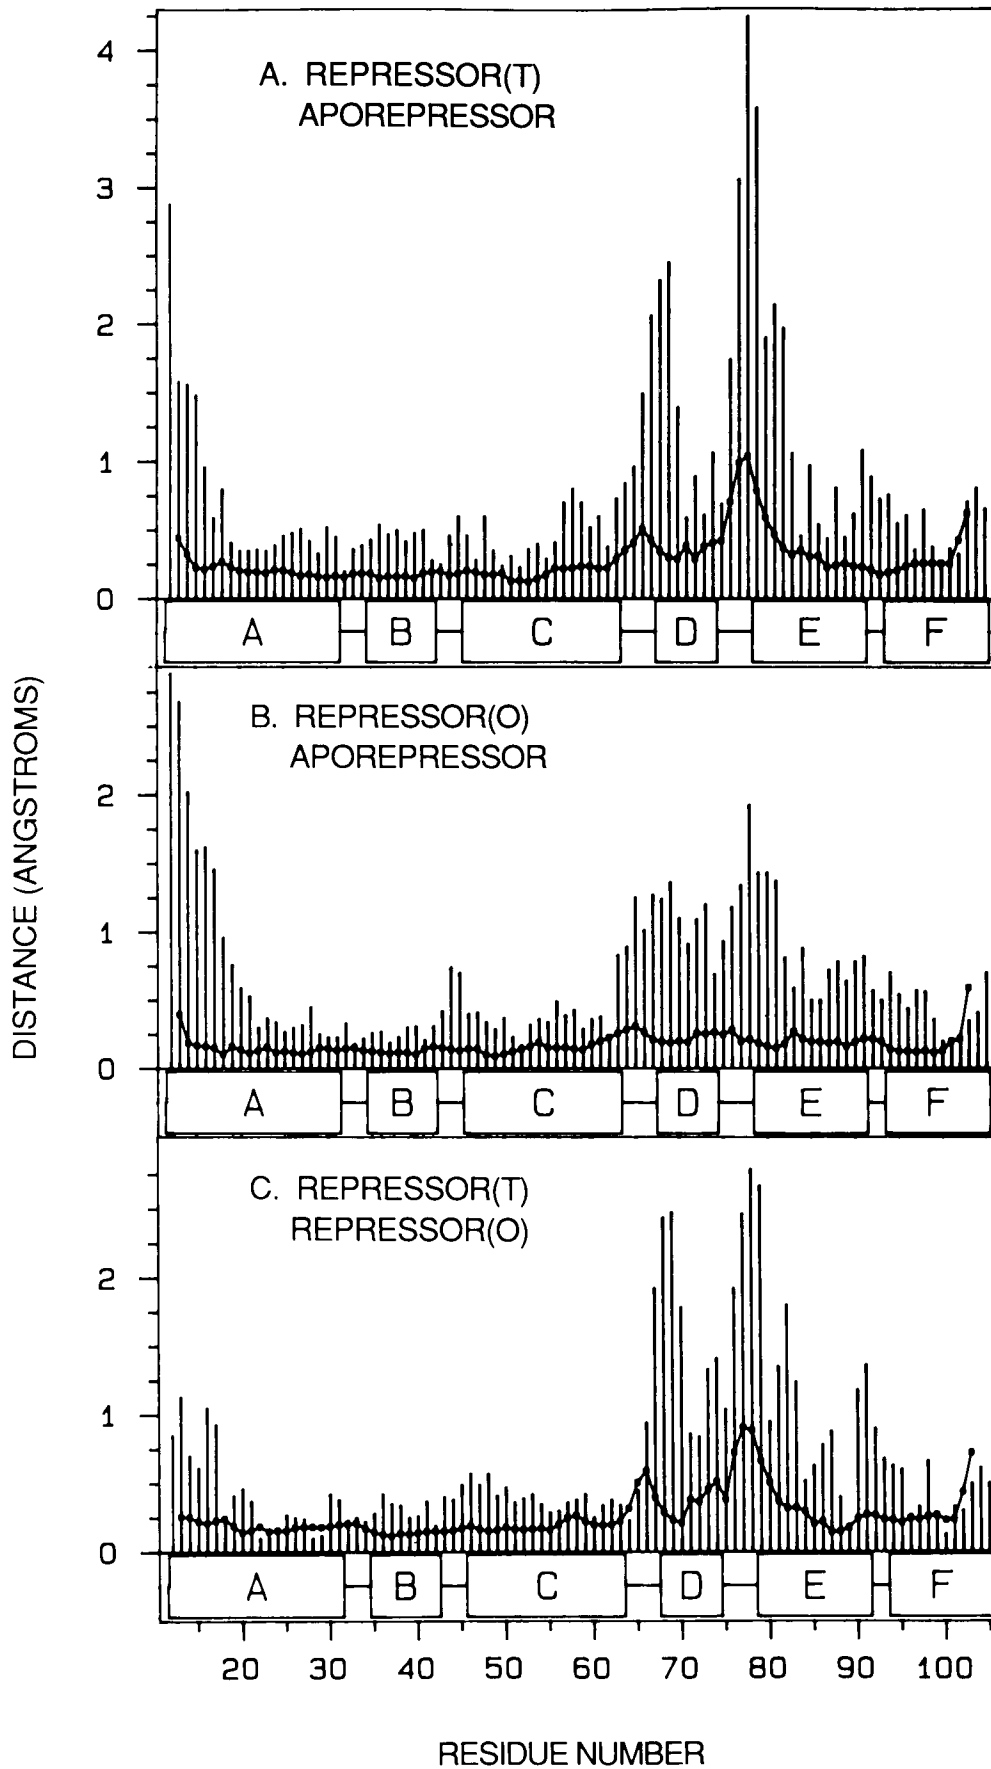 DISTANCE (ANGSTROMS)
A. REPRESSOR(T)
APOREPRESSOR
4
3
2
1
0
A B C D E F
B. REPRESSOR(O)
APOREPRESSOR
2
1
0
A B C D E F
C. REPRESSOR(T)
REPRESSOR(O)
2
1
0
A B C D E F
20 30 40 50 60 70 80 90 100
RESIDUE NUMBER